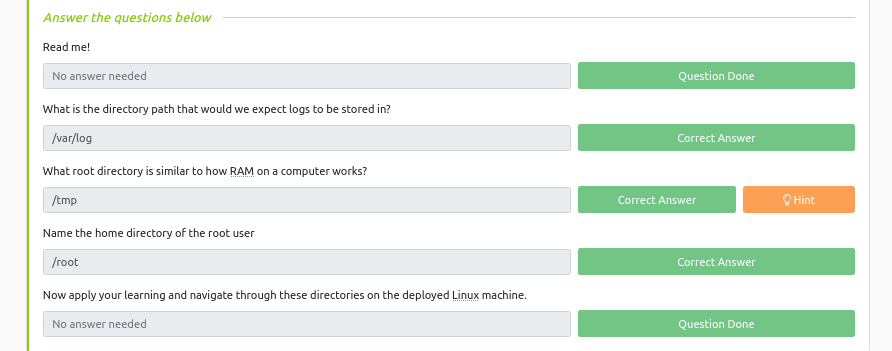 Answer the questions below
Read me!
No answer needed
Question Done
What is the directory path that would we expect logs to be stored in?
/var/log
Correct Answer
What root directory is similar to how RAM on a computer works?
/tmp
Correct Answer
Hint
Name the home directory of the root user
/root
Correct Answer
Now apply your learning and navigate through these directories on the deployed Linux machine.
No answer needed
Question Done